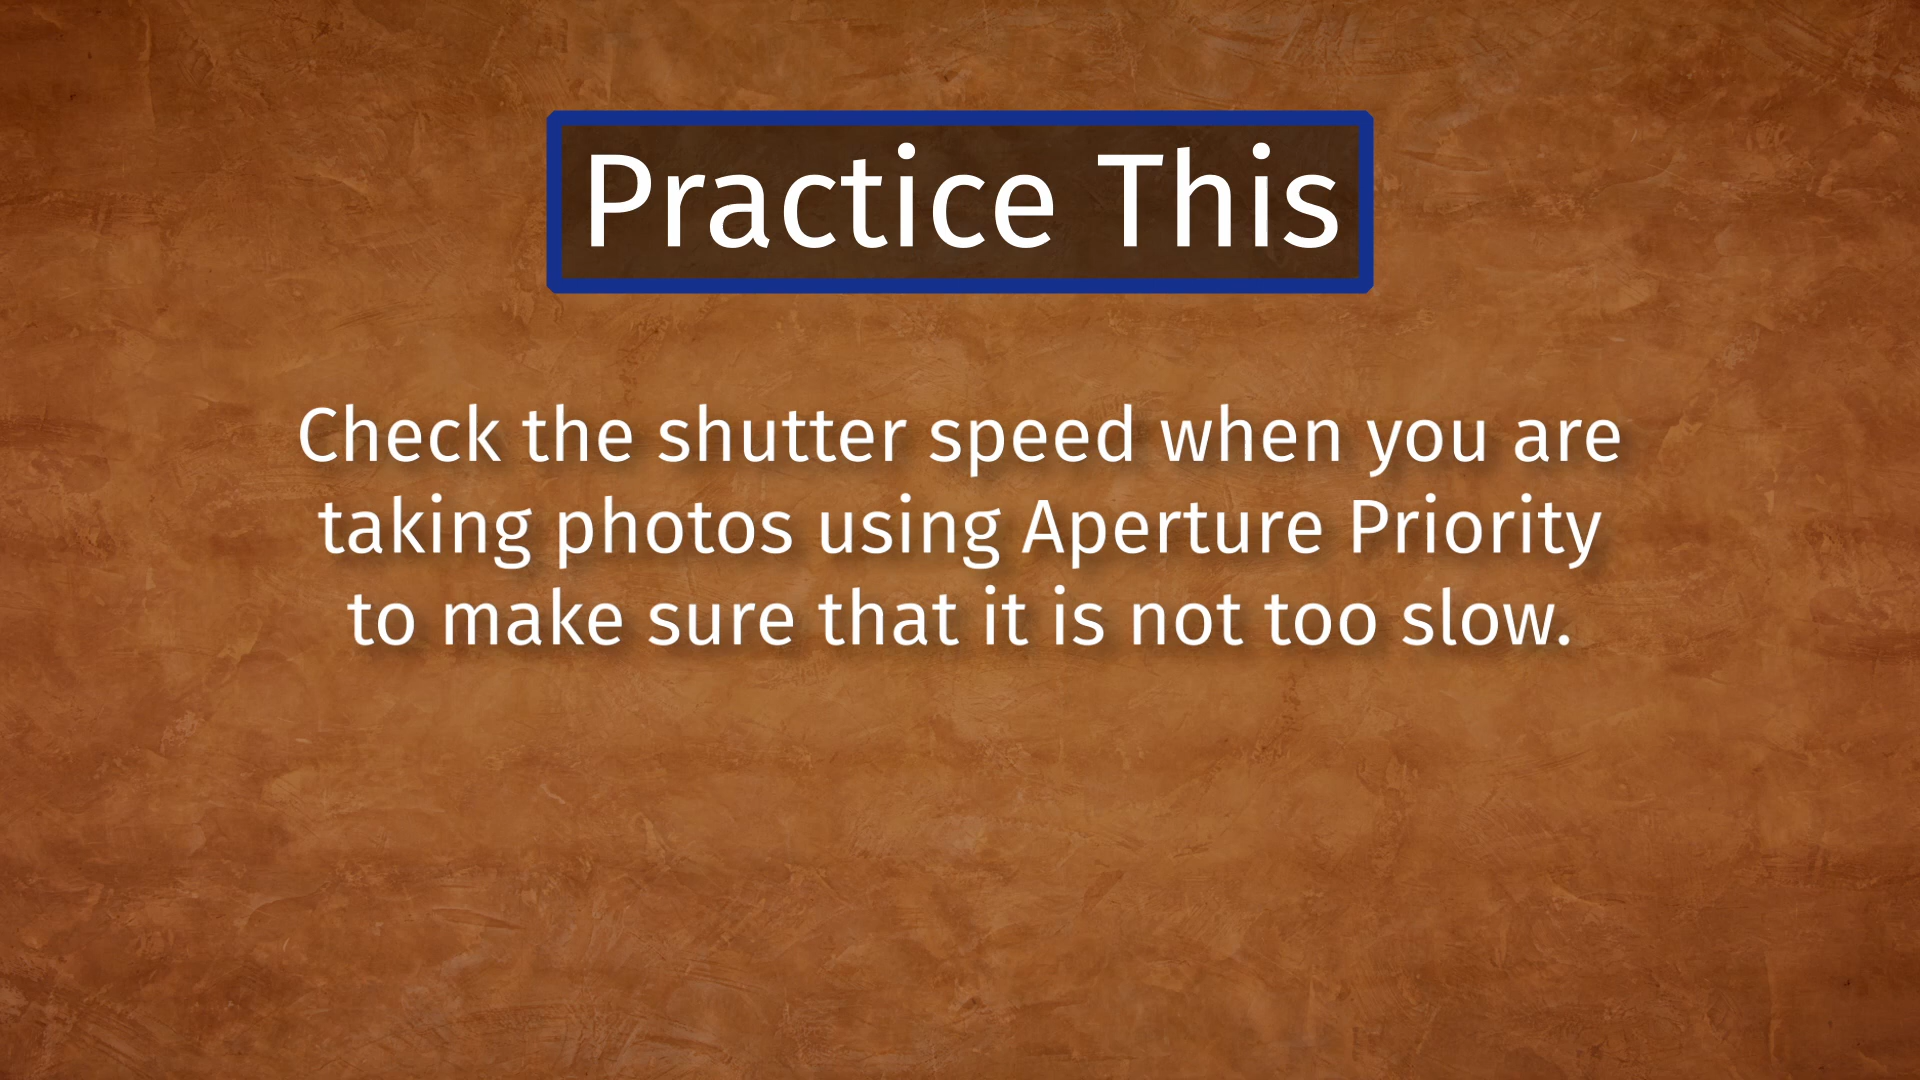 Practice This
Check the shutter speed when you are
taking photos using Aperture Priority
to make sure that it is not too slow.